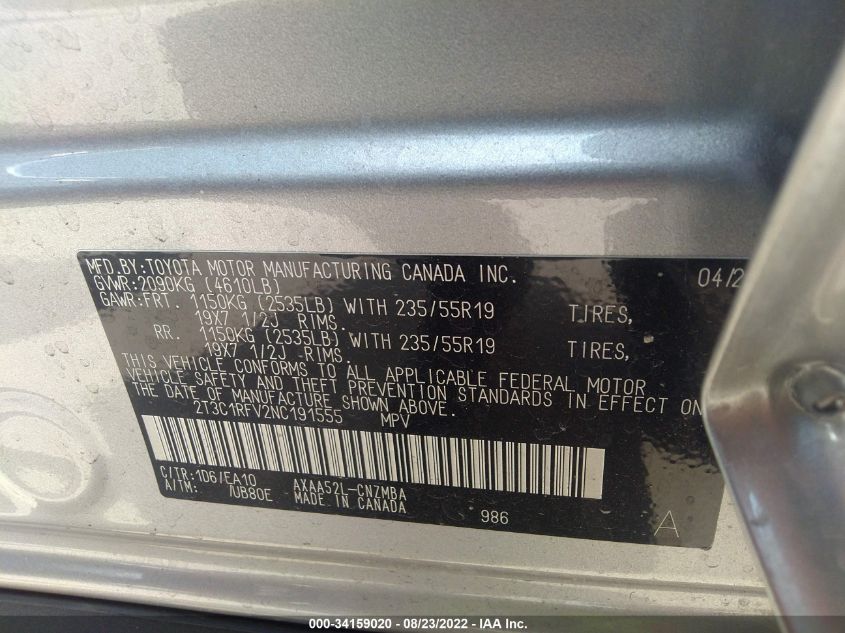 MFD.BY:TOYOTA MOTOR MANUFACTURING CANADA INC. 04/2
GVWR:2090KG (4610LB)
GAWR:FRT. 1150KG (2535LB) WITH 235/55R19 TIRES,
19X7 1/2J RIMS.
RR. 1150KG (2535LB) WITH 235/55R19 TIRES,
19X7 1/2J RIMS.
THIS VEHICLE CONFORMS TO ALL APPLICABLE FEDERAL MOTOR
VEHICLE SAFETY AND THEFT PREVENTION STANDARDS IN EFFECT ON
THE DATE OF MANUFACTURE SHOWN ABOVE.
2T3C1RFV2NC191555 MPV
C/TR:1D6/EA10 AXAA52L-CNZMBA
A/TM: /UB80E MADE IN CANADA
986 A
000-34159020 - 08/23/2022 - IAA Inc.